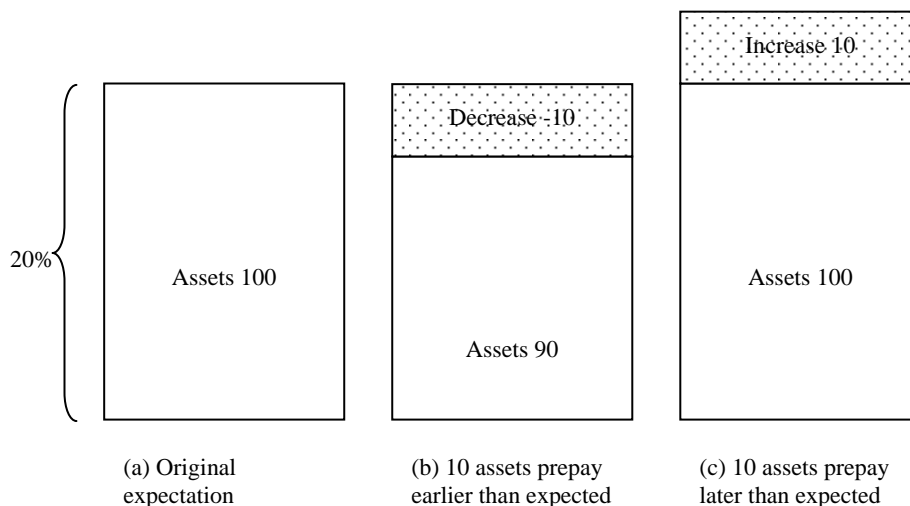 Increase 10
Decrease -10
20%
Assets 100
Assets 100
Assets 90
(a) Original
expectation
(b) 10 assets prepay
earlier than expected
(c) 10 assets prepay
later than expected